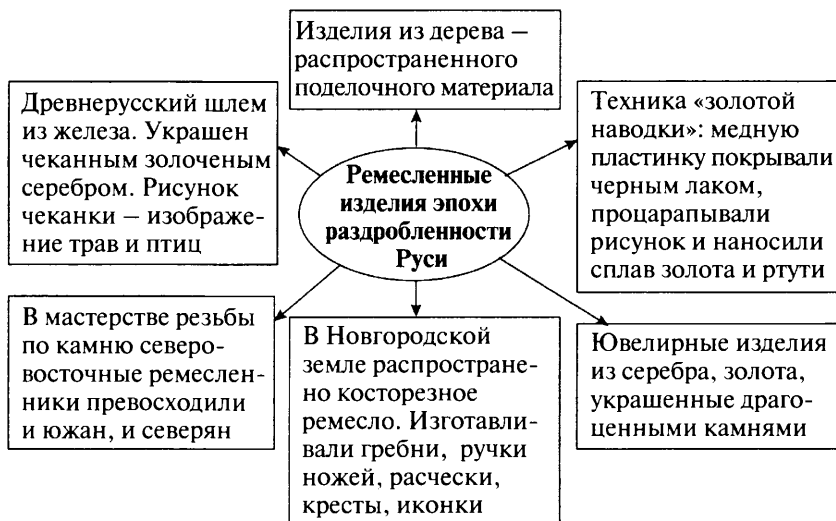 Изделия из дерева –
распространенного
поделочного материала
Древнерусский шлем
из железа. Украшен
чеканным золоченым
серебром. Рисунок
чеканки – изображе-
ние трав и птиц
Техника «золотой
наводки»: медную
пластинку покрывали
черным лаком,
процарапывали
рисунок и наносили
сплав золота и ртути
Ремесленные
изделия эпохи
раздробленности
Руси
В мастерстве резьбы
по камню северо-
восточные ремеслен-
ники превосходили
и южан, и северян
В Новгородской
земле распростране-
но косторезное
ремесло. Изготавли-
вали гребни, ручки
ножей, расчески,
кресты, иконки
Ювелирные изделия
из серебра, золота,
украшенные драго-
ценными камнями